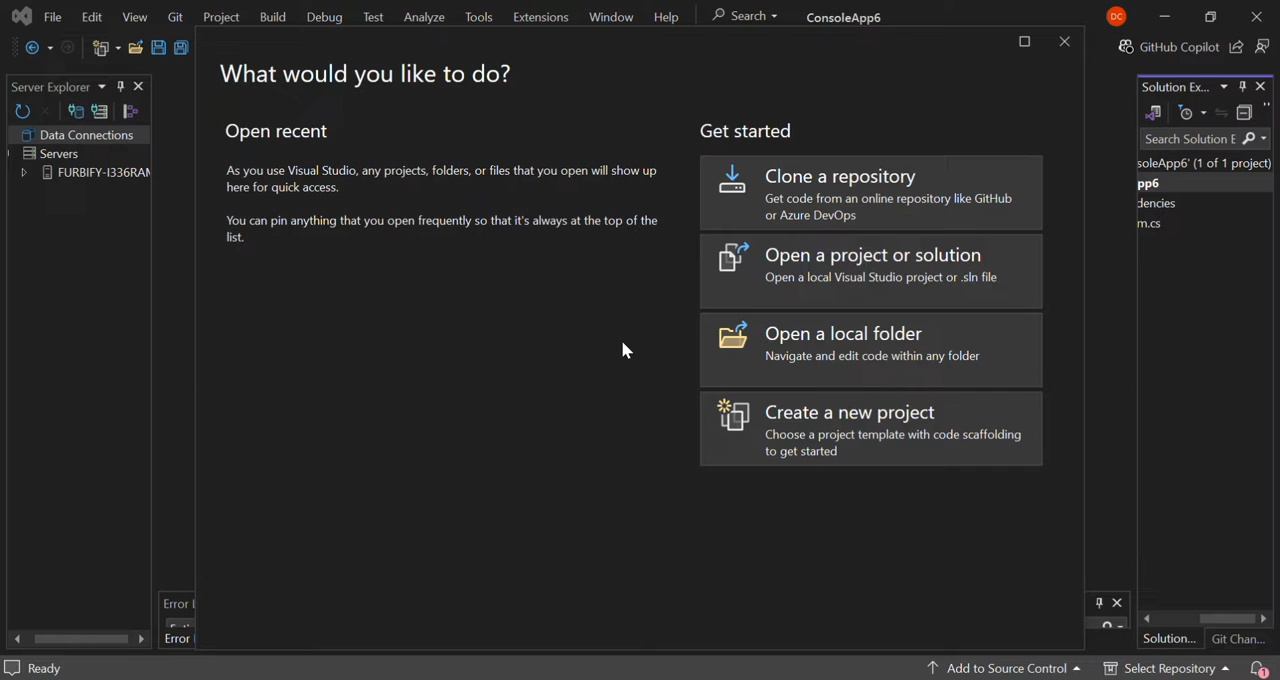 File Edit View Git Project Build Debug Test Analyze Tools Extensions Window Help Search ConsoleApp6 DC
GitHub Copilot
Server Explorer
Data Connections
Servers
FURBIFY-I336RAN
What would you like to do?
Open recent
As you use Visual Studio, any projects, folders, or files that you open will show up
here for quick access.
You can pin anything that you open frequently so that it's always at the top of the
list.
Get started
Clone a repository
Get code from an online repository like GitHub
or Azure DevOps
Open a project or solution
Open a local Visual Studio project or .sln file
Open a local folder
Navigate and edit code within any folder
Create a new project
Choose a project template with code scaffolding
to get started
Solution Ex...
Search Solution E
soleApp6' (1 of 1 project)
pp6
dencies
m.cs
Solution... Git Chan...
Error
Error
Ready
Add to Source Control Select Repository 1